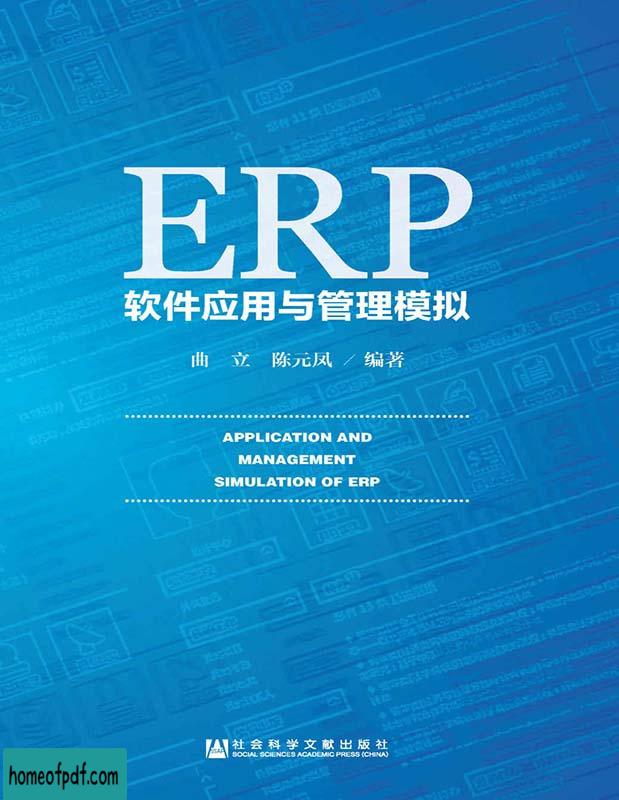 ERP
软件应用与管理模拟
曲 立 陈元凤 / 编著
APPLICATION AND
MANAGEMENT
SIMULATION OF ERP
社会科学文献出版社
SOCIAL SCIENCES ACADEMIC PRESS (CHINA)
homeofpdf.com